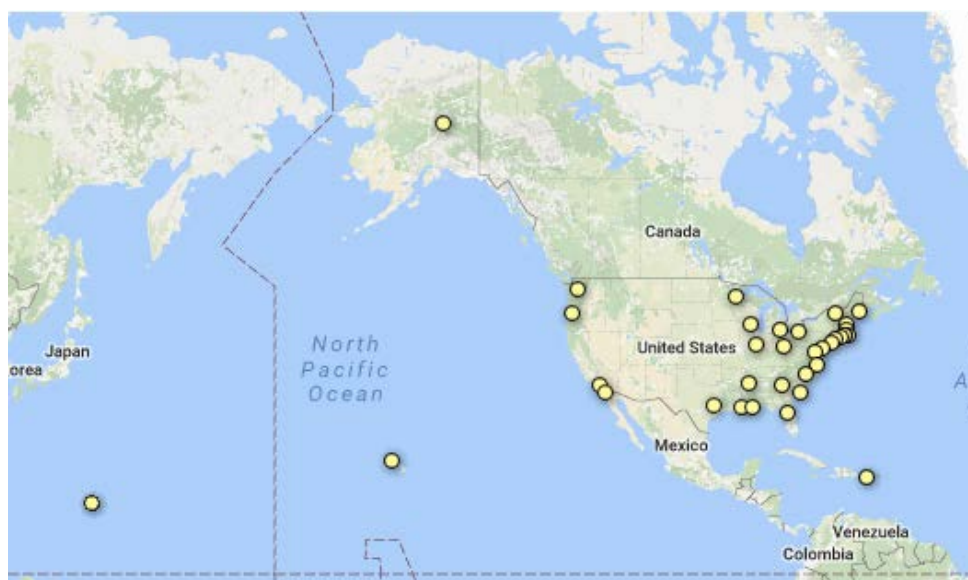 Canada
North
Pacific
Ocean
Japan
orea
United States
A
Mexico
Venezuela
Colombia